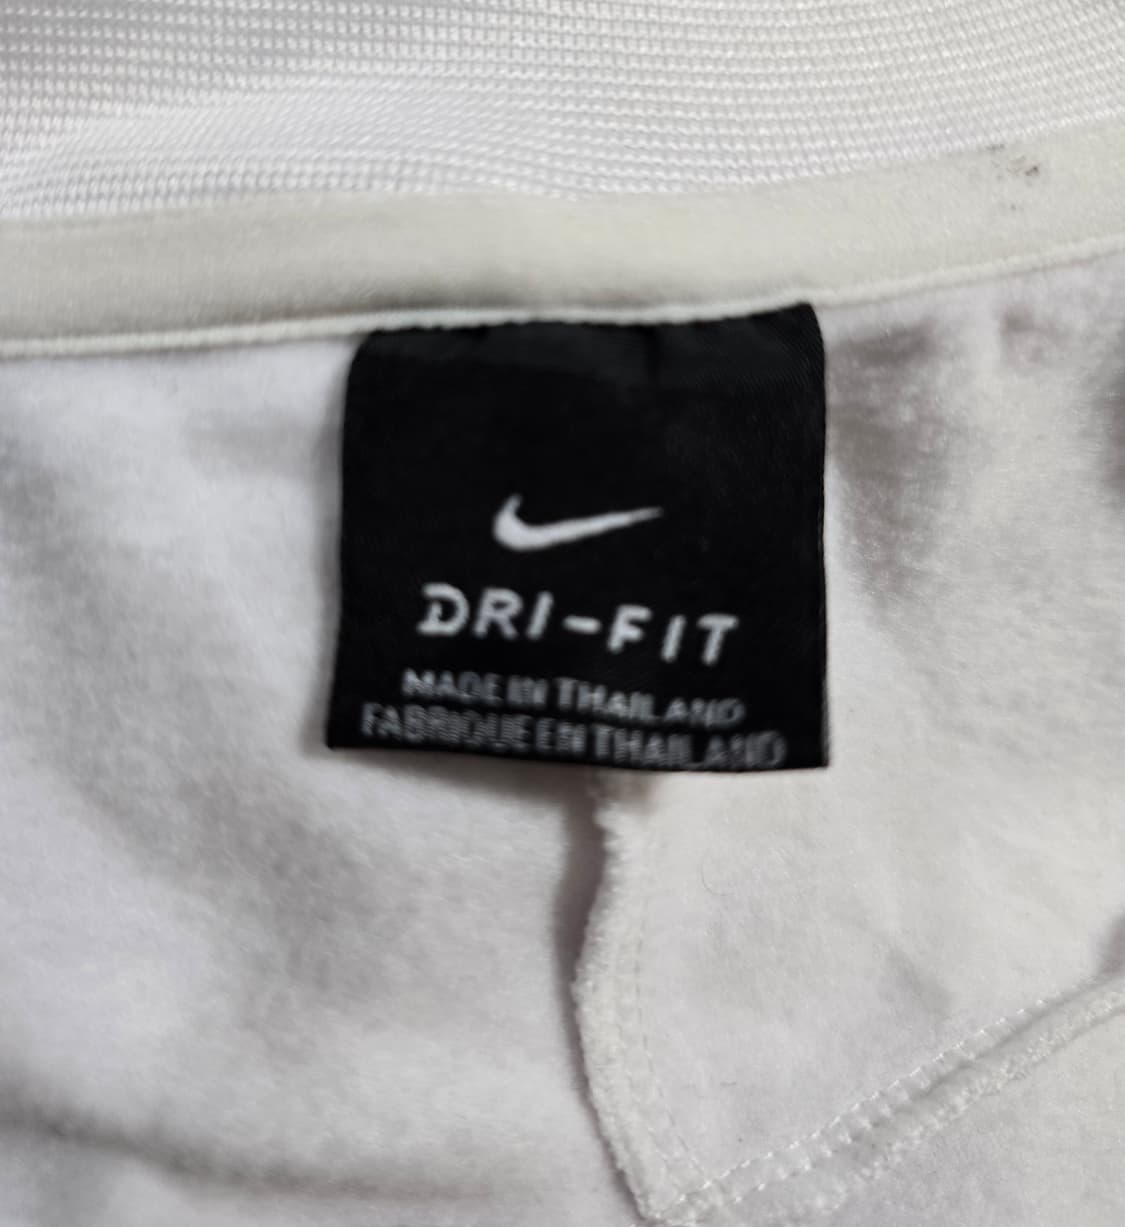 DRI-FIT
MADE IN THAILAND
FABRIQUE EN THAILAND